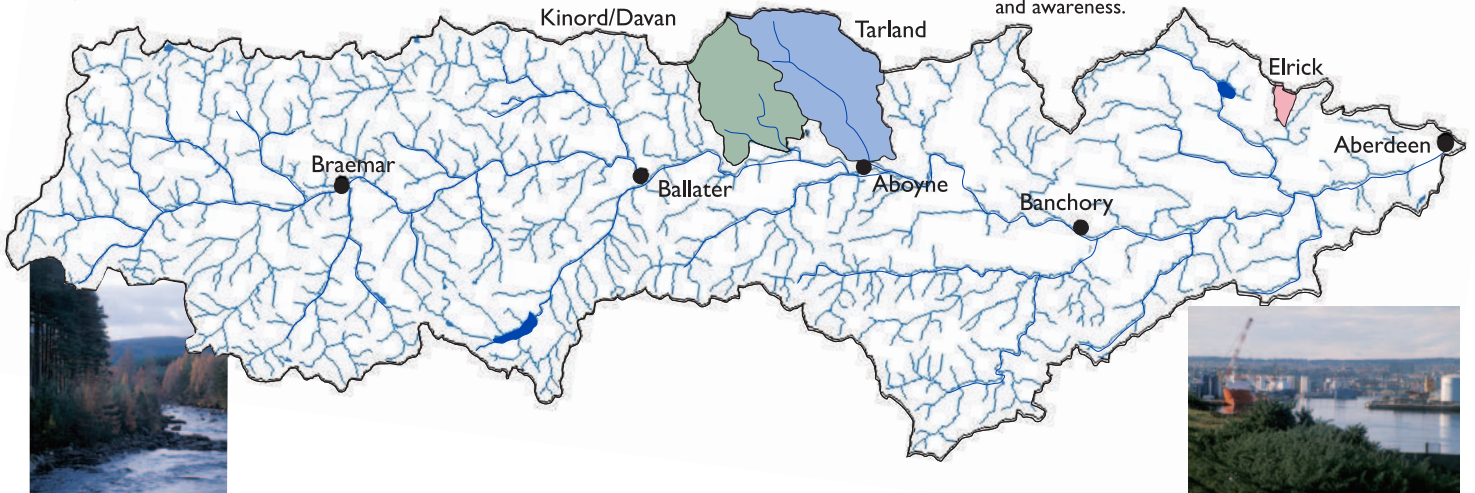 and awareness.
Kinord/Davan
Tarland
Elrick
Aberdeen
Braemar
Ballater
Aboyne
Banchory